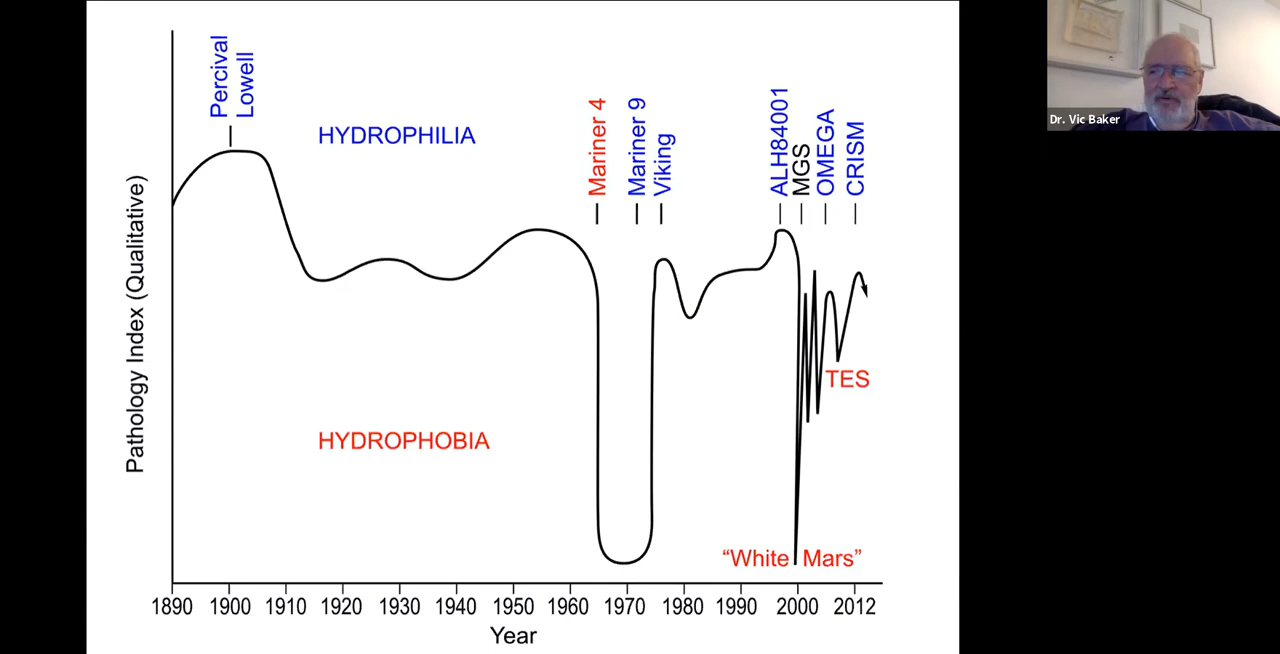 Percival
Lowell
HYDROPHILIA
Mariner 4
Mariner 9
Viking
ALH84001
MGS
OMEGA
CRISM
Dr. Vic Baker
Pathology Index (Qualitative)
TES
HYDROPHOBIA
“White Mars”
1890 1900 1910 1920 1930 1940 1950 1960 1970 1980 1990 2000 2012
Year